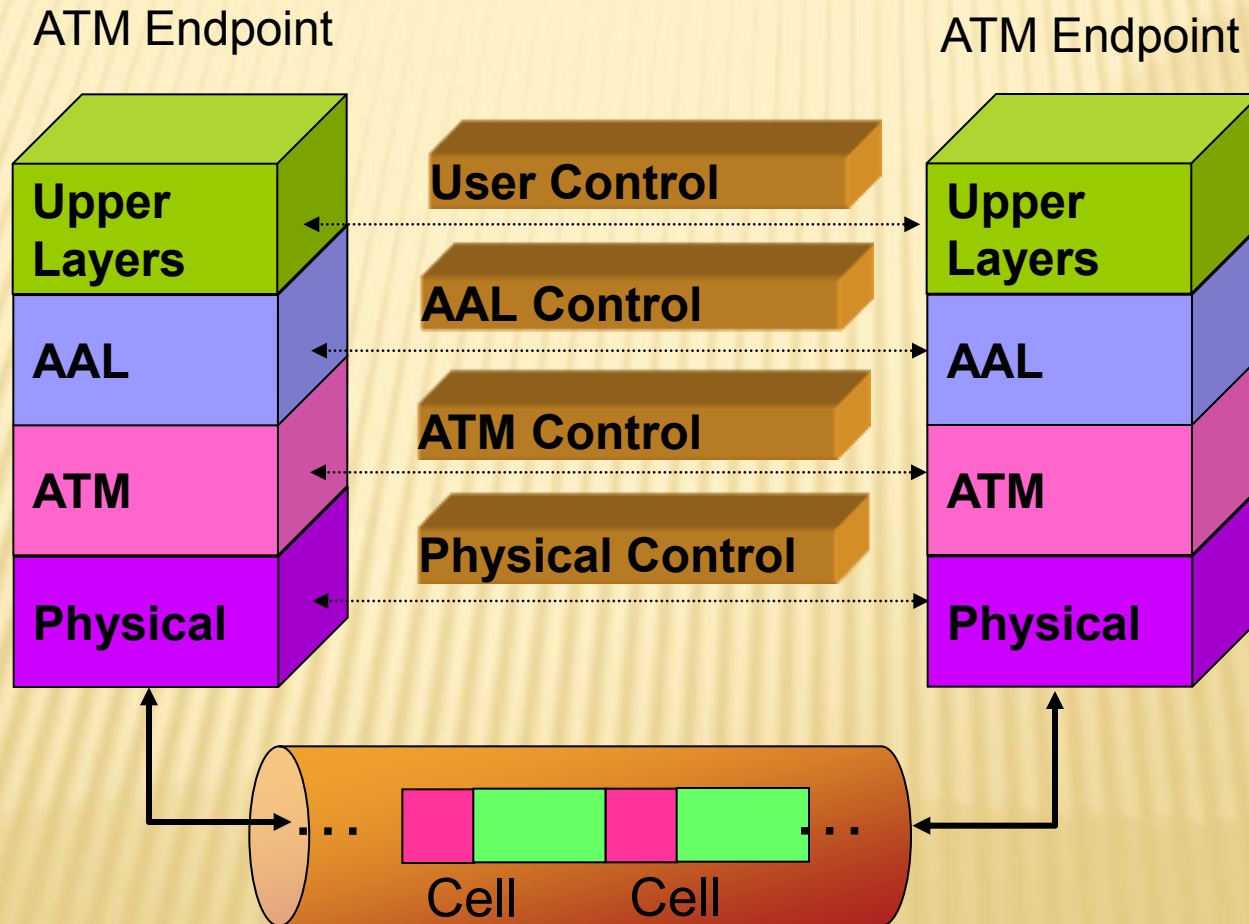 ATM Endpoint
ATM Endpoint
Upper
Layers
User Control
Upper
Layers
AAL
AAL Control
AAL
ATM
ATM Control
ATM
Physical
Physical Control
Physical
. . .
. . .
Cell
Cell